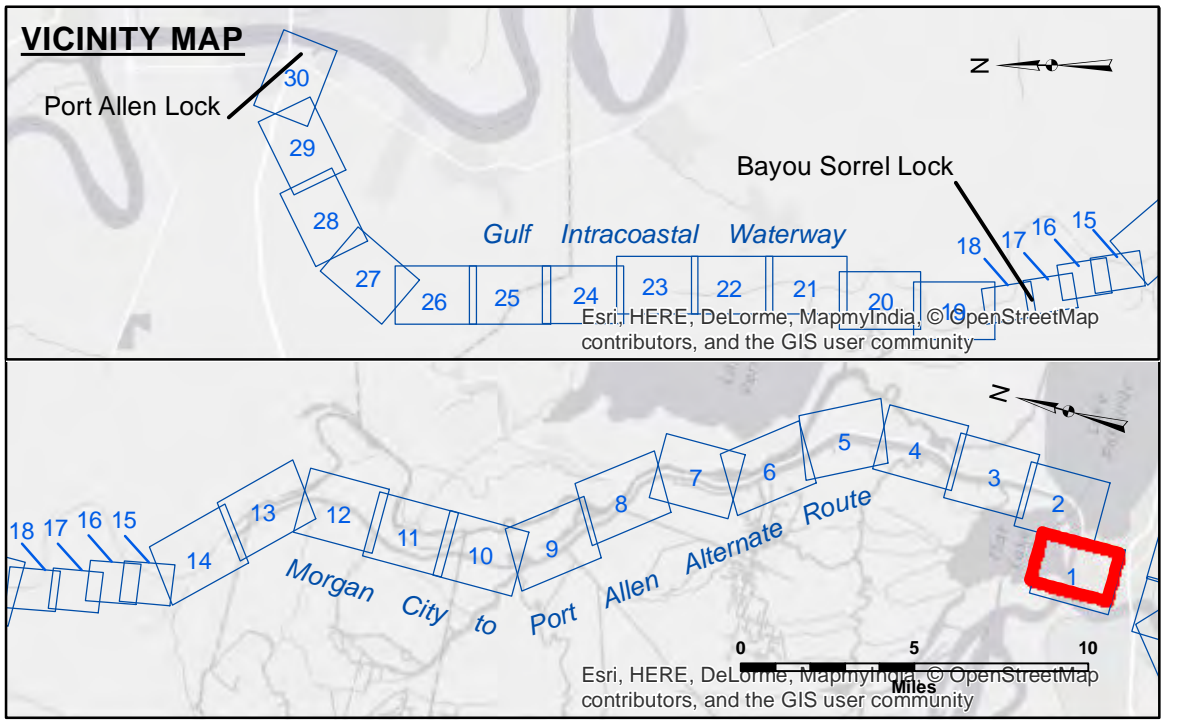 VICINITY MAP
N
30
Port Allen Lock
29
Bayou Sorrel Lock
28
Gulf Intracoastal Waterway
18 17 16 15
27
26 25 24 23 22 21 20 19
Esri, HERE, DeLorme, MapmyIndia, © OpenStreetMap
contributors, and the GIS user community
N
5
4
7 6 3
8 2
13 12
18 17 16 15
11 10 9
14
1
Morgan City to Port Allen Alternate Route
0 5 10
Miles
Esri, HERE, DeLorme, MapmyIndia, © OpenStreetMap
contributors, and the GIS user community